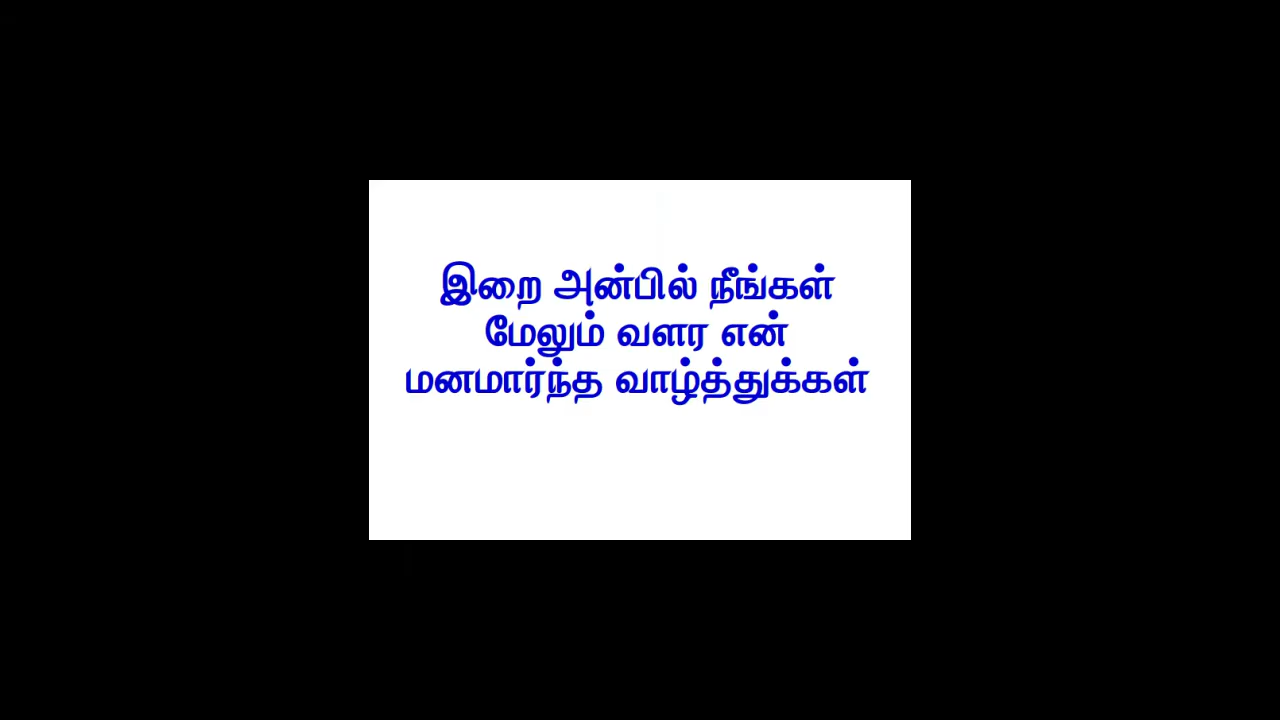 இறை அன்பில் நீங்கள்
மேலும் வளர என்
மனமார்ந்த வாழ்த்துக்கள்